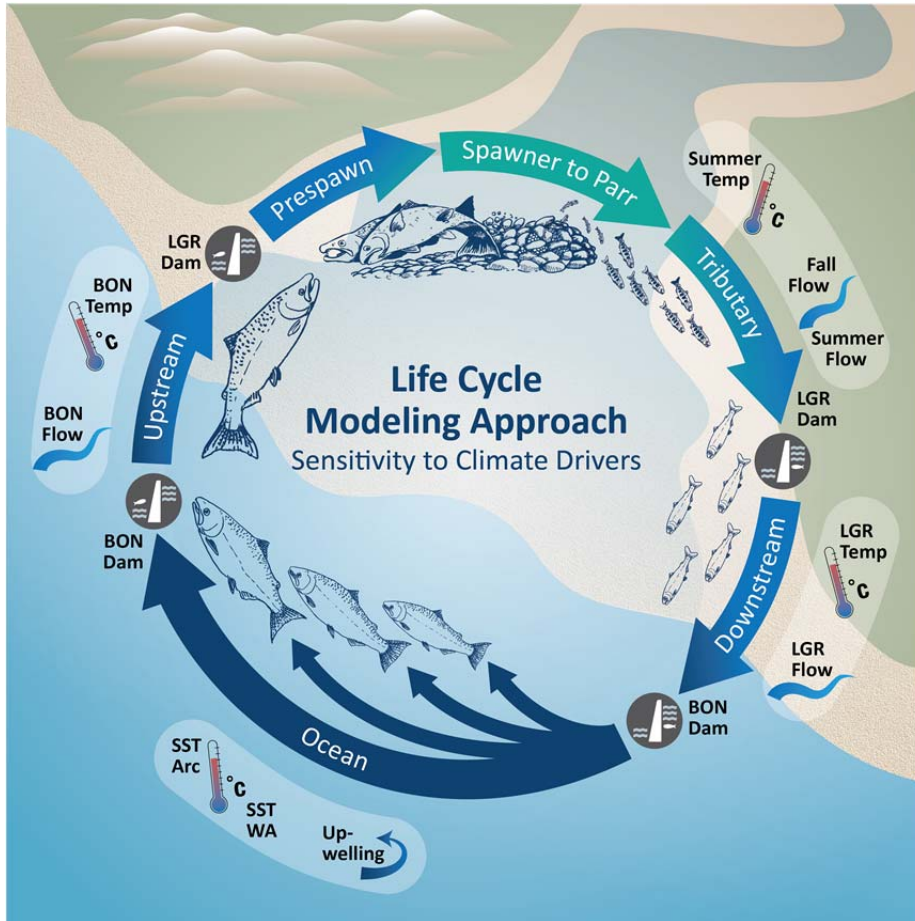 Life Cycle
Modeling Approach
Sensitivity to Climate Drivers
Prespawn
Spawner to Parr
Summer
Temp
°C
Fall
Flow
Summer
Flow
Tributary
LGR
Dam
LGR
Temp
°C
LGR
Flow
Downstream
BON
Dam
Ocean
SST
Arc
°C
SST
WA
Up-
welling
BON
Dam
Upstream
BON
Temp
°C
BON
Flow
LGR
Dam